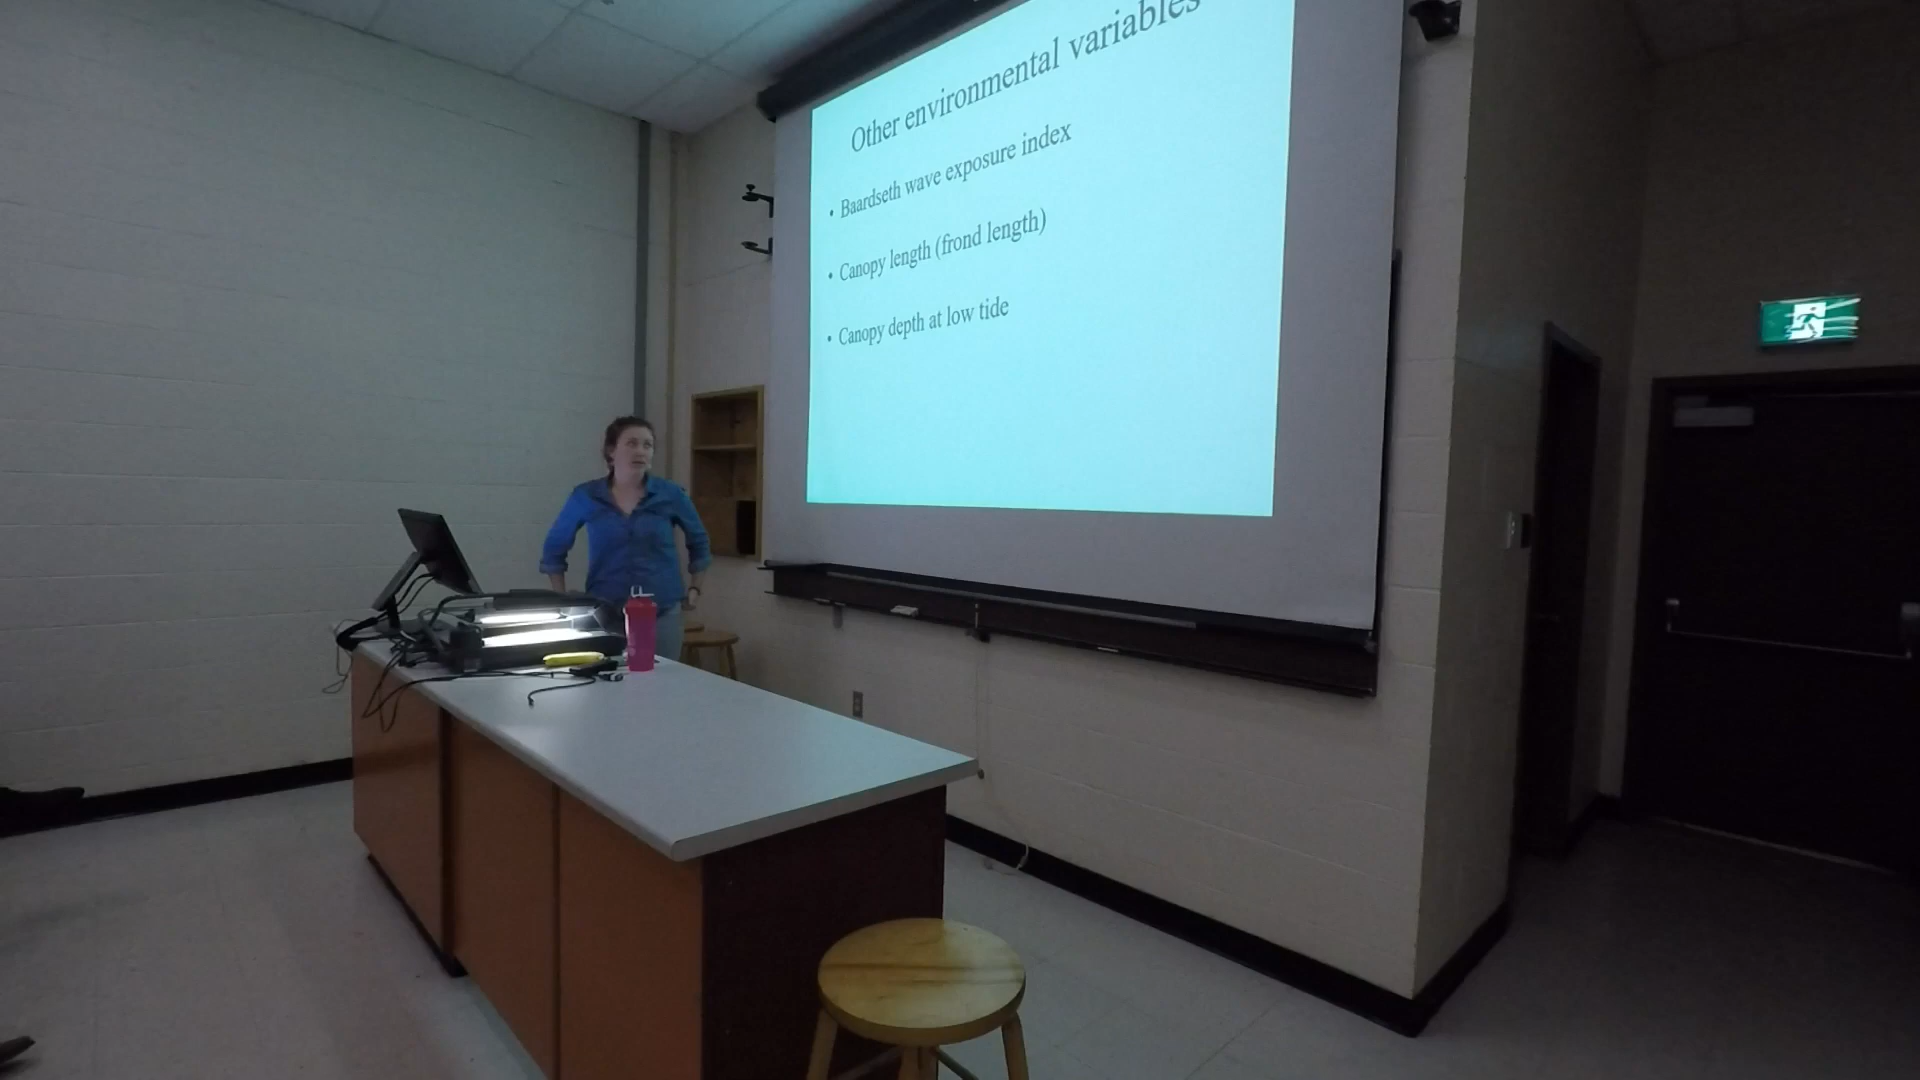 Other environmental variables
• Baardseth wave exposure index
• Canopy length (frond length)
• Canopy depth at low tide